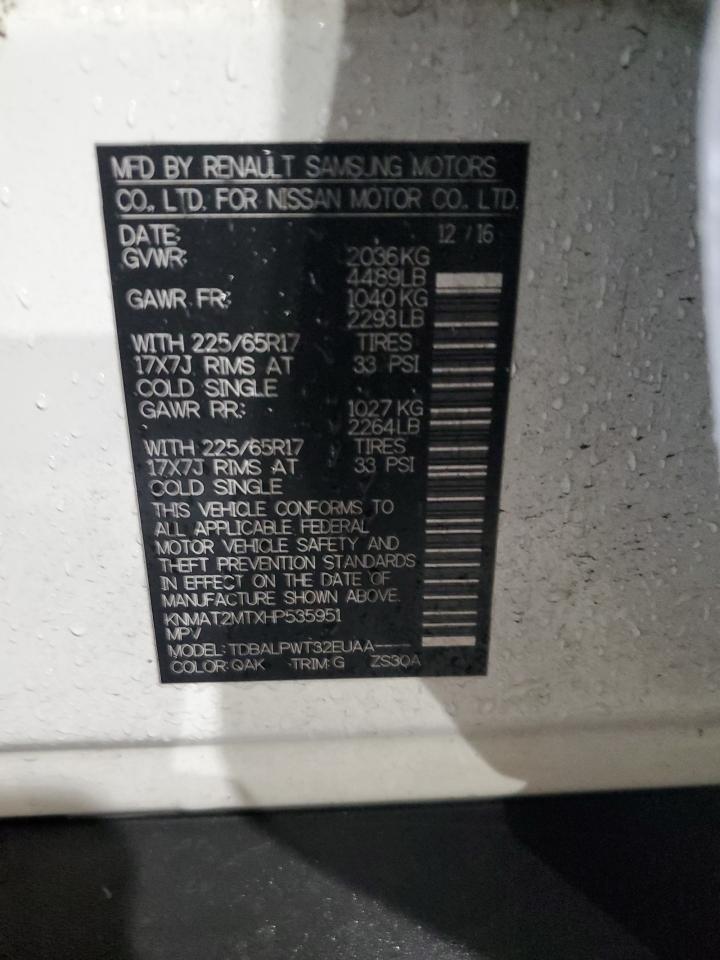 MFD BY RENAULT SAMSUNG MOTORS
CO., LTD. FOR NISSAN MOTOR CO., LTD.
DATE: 12 / 16
GVWR: 2036KG
4489LB
GAWR FR: 1040KG
2293LB
WITH 225/65R17 TIRES
17X7J RIMS AT 33 PSI
COLD SINGLE
GAWR RR: 1027KG
2264LB
WITH 225/65R17 TIRES
17X7J RIMS AT 33 PSI
COLD SINGLE
THIS VEHICLE CONFORMS TO
ALL APPLICABLE FEDERAL
MOTOR VEHICLE SAFETY AND
THEFT PREVENTION STANDARDS
IN EFFECT ON THE DATE OF
MANUFACTURE SHOWN ABOVE.
KNMAT2MTXHP535951
MPV
MODEL: TDBALPWT32EUAA-----
COLOR: QAK TRIM: G ZS30A